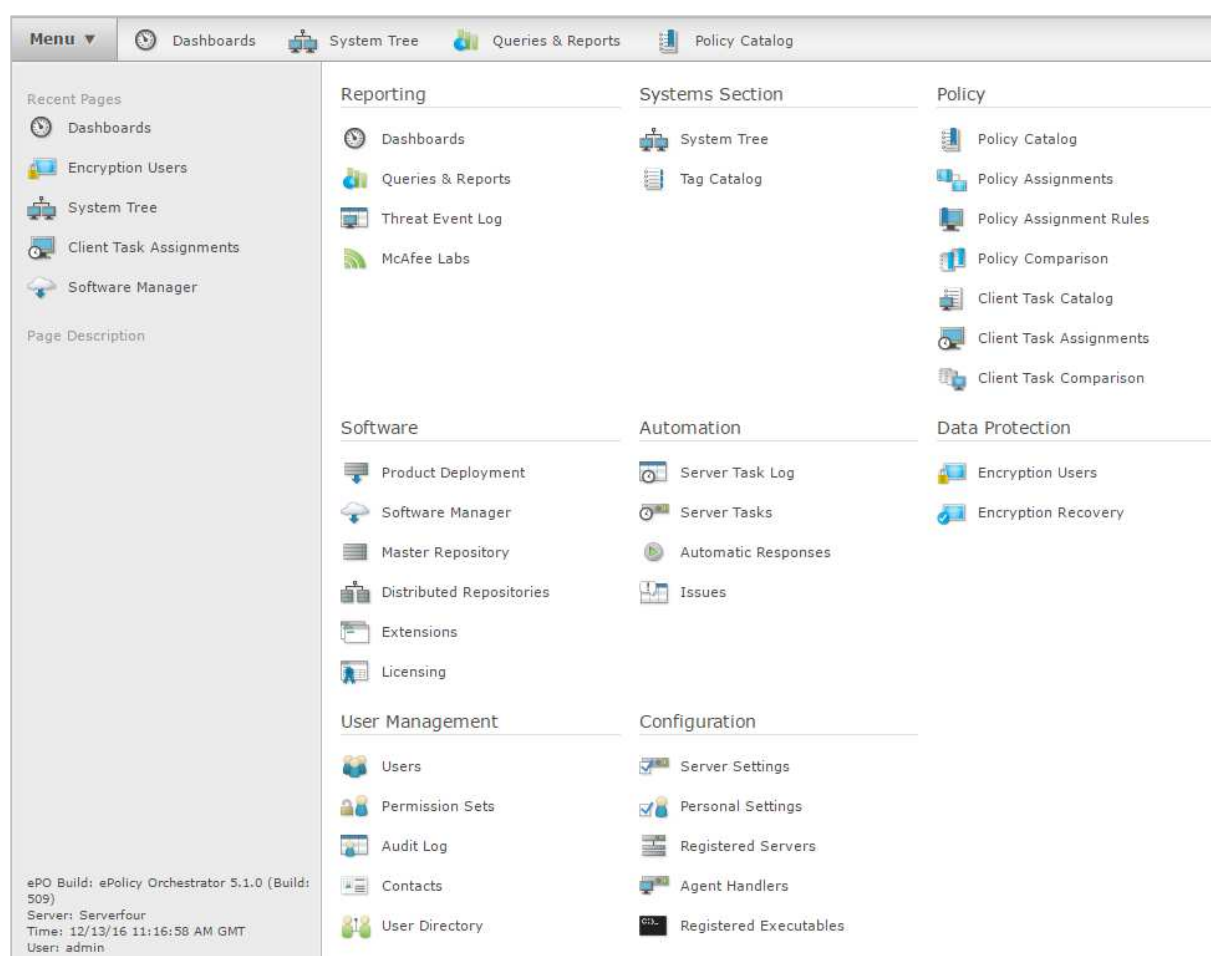 Menu ▼
Dashboards
System Tree
Queries & Reports
Policy Catalog
Recent Pages
Dashboards
Encryption Users
System Tree
Client Task Assignments
Software Manager
Page Description
ePO Build: ePolicy Orchestrator 5.1.0 (Build:
509)
Server: Serverfour
Time: 12/13/16 11:16:58 AM GMT
User: admin
Reporting
Dashboards
Queries & Reports
Threat Event Log
McAfee Labs
Systems Section
System Tree
Tag Catalog
Policy
Policy Catalog
Policy Assignments
Policy Assignment Rules
Policy Comparison
Client Task Catalog
Client Task Assignments
Client Task Comparison
Software
Product Deployment
Software Manager
Master Repository
Distributed Repositories
Extensions
Licensing
Automation
Server Task Log
Server Tasks
Automatic Responses
Issues
Data Protection
Encryption Users
Encryption Recovery
User Management
Users
Permission Sets
Audit Log
Contacts
User Directory
Configuration
Server Settings
Personal Settings
Registered Servers
Agent Handlers
Registered Executables